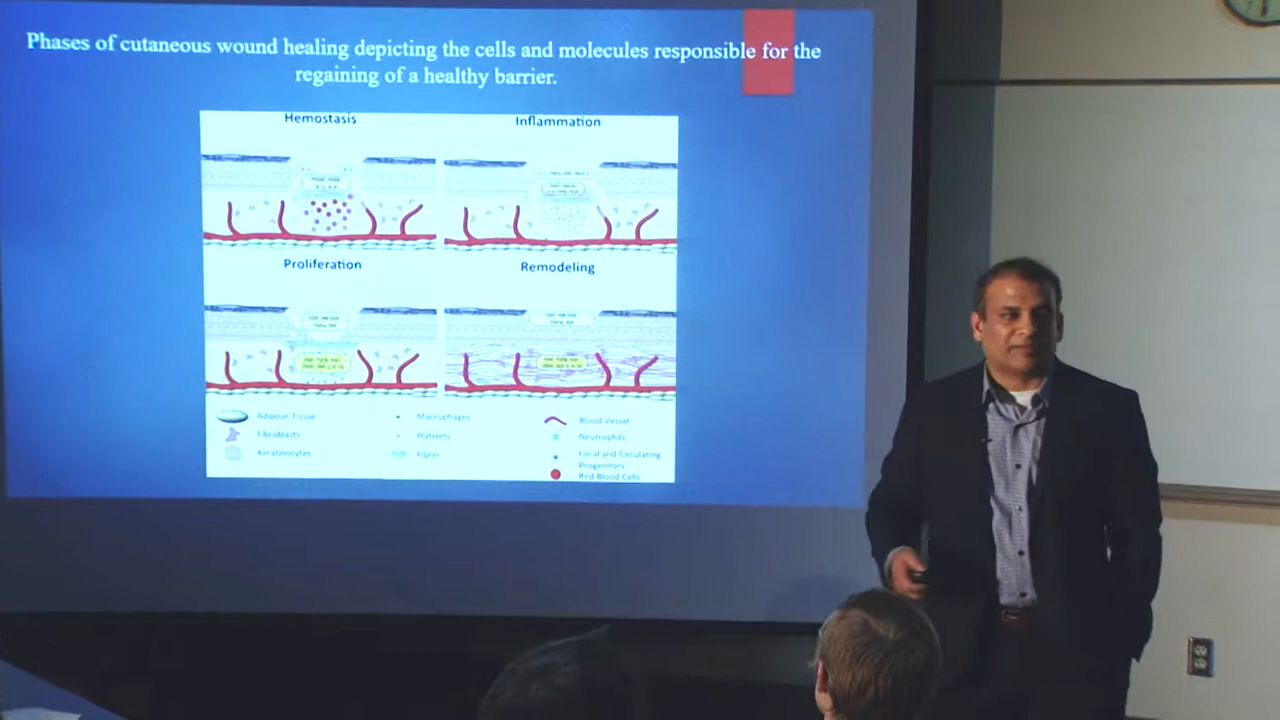 Phases of cutaneous wound healing depicting the cells and molecules responsible for the
regaining of a healthy barrier.
Hemostasis
Inflammation
Proliferation
Remodeling
Adipose Tissue
Fibroblasts
Keratinocytes
Macrophages
Platelets
Fibrin
Blood Vessel
Neutrophils
Local and Circulating
Progenitors
Red Blood Cells